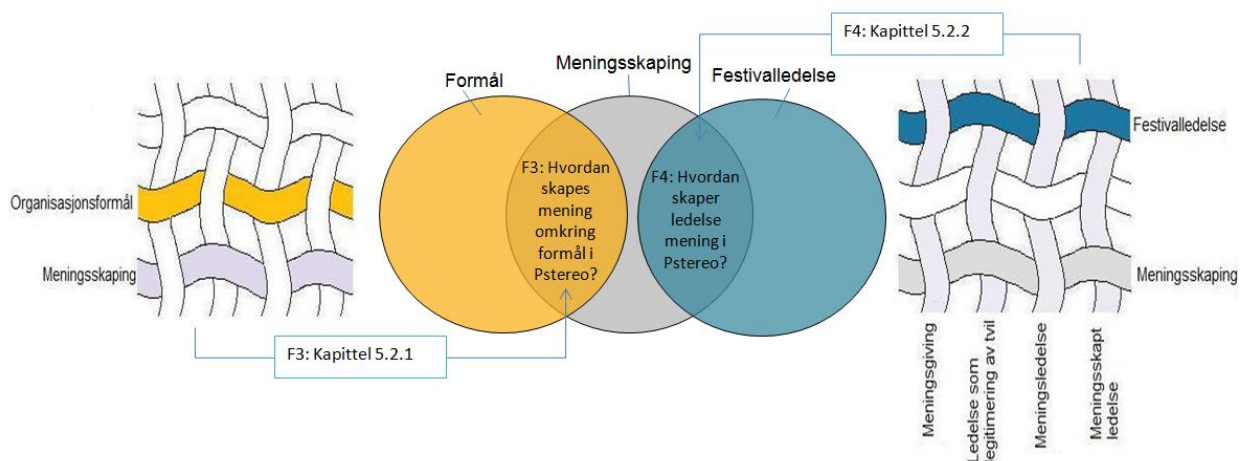 F4: Kapittel 5.2.2
Meningsskaping
Formål
Festivalledelse
Festivalledelse
F3: Hvordan
skapes
mening
omkring
formål i
Pstereo?
F4: Hvordan
skaper
ledelse
mening i
Pstereo?
Organisasjonsformål
Meningsskaping
Meningsskaping
F3: Kapittel 5.2.1
Meningsgiving
Ledelse som
legitimering av tvil
Meningsledelse
Meningsskapt
ledelse